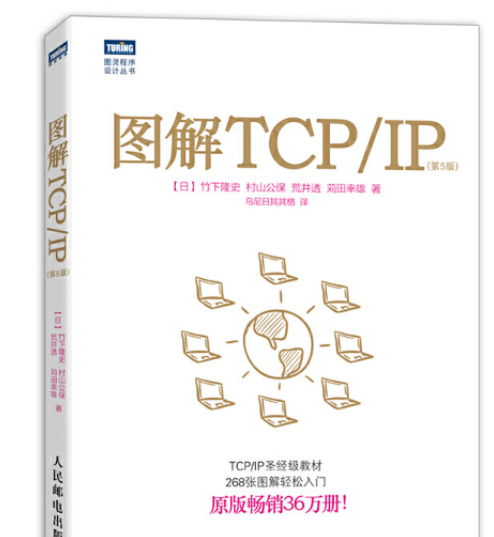 TURING
图灵程序
设计丛书
图解TCP/IP(第5版)
【日】竹下隆史 村山公保 荒井透 苅田幸雄 著
乌尼日其其格 译
TCP/IP圣经级教材
268张图解轻松入门
原版畅销36万册!
TURING
图解TCP/IP
(第5版)
【日】竹下隆史 村山公保
荒井透 苅田幸雄 著
人民邮电出版